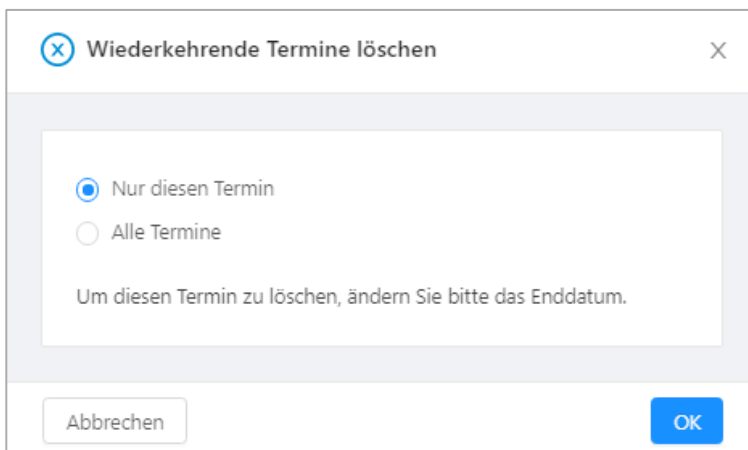 Wiederkehrende Termine löschen
Nur diesen Termin
Alle Termine
Um diesen Termin zu löschen, ändern Sie bitte das Enddatum.
Abbrechen
OK